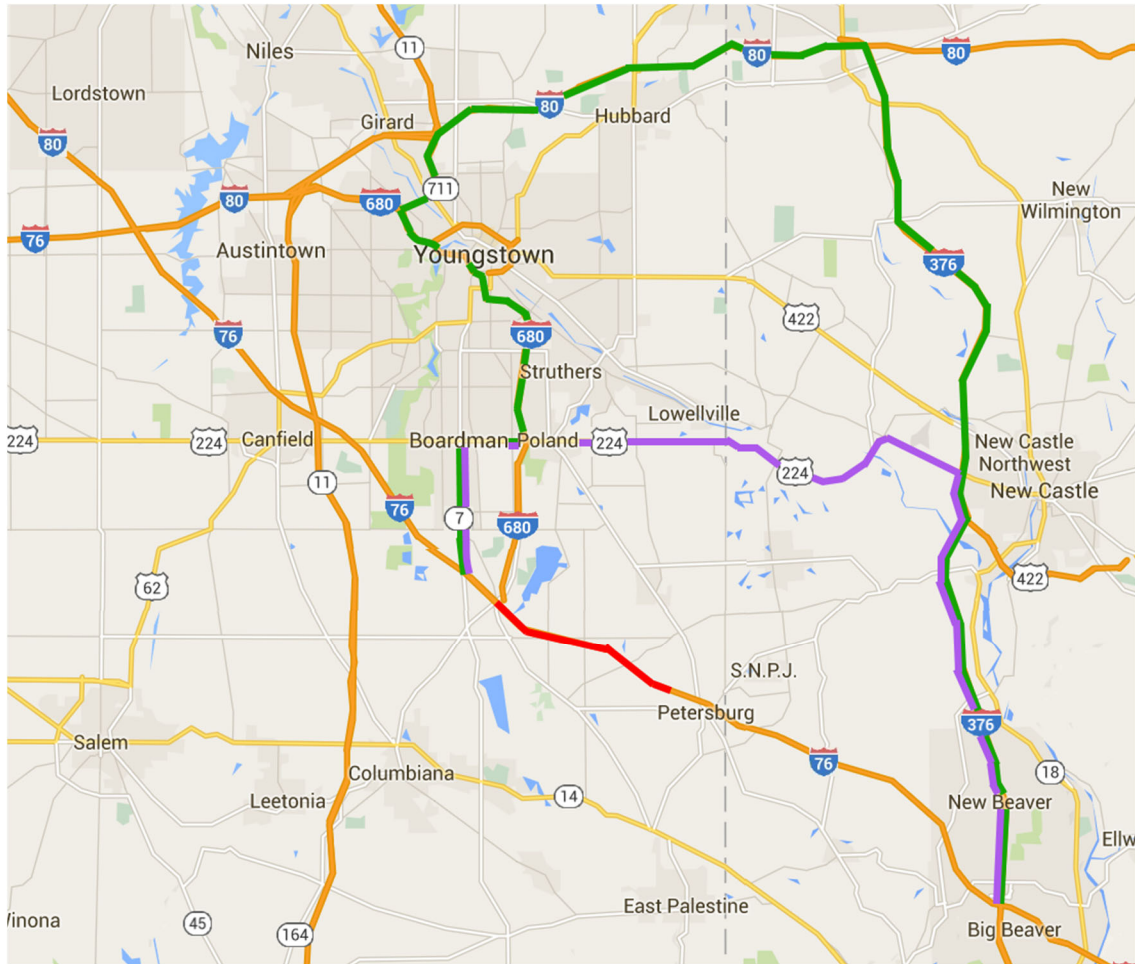 Niles
11
80
80
Lordstown
Girard
80
Hubbard
80
711
80
680
New
Wilmington
76
Austintown
Youngstown
376
422
76
680
Struthers
Lowellville
224
224
Canfield
Boardman
Poland
224
224
New Castle
Northwest
New Castle
11
76
7
680
422
62
S.N.P.J.
Petersburg
376
Salem
76
18
Columbiana
Leetonia
14
New Beaver
Ellw
East Palestine
Winona
45
164
Big Beaver